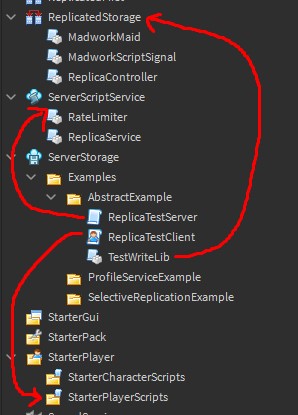 ReplicatedStorage
MadworkMaid
MadworkScriptSignal
ReplicaController
ServerScriptService
RateLimiter
ReplicaService
ServerStorage
Examples
AbstractExample
ReplicaTestServer
ReplicaTestClient
TestWriteLib
ProfileServiceExample
SelectiveReplicationExample
StarterGui
StarterPack
StarterPlayer
StarterCharacterScripts
StarterPlayerScripts